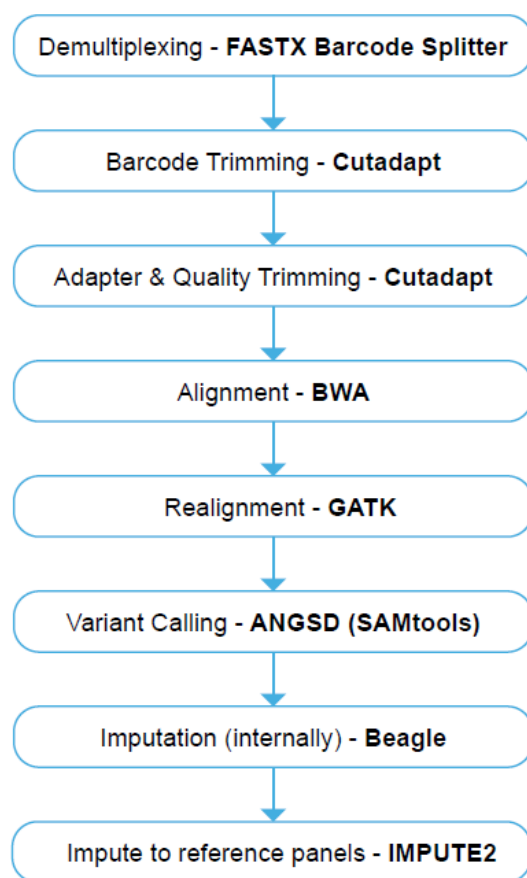 Demultiplexing - FASTX Barcode Splitter
Barcode Trimming - Cutadapt
Adapter & Quality Trimming - Cutadapt
Alignment - BWA
Realignment - GATK
Variant Calling - ANGSD (SAMtools)
Imputation (internally) - Beagle
Impute to reference panels - IMPUTE2